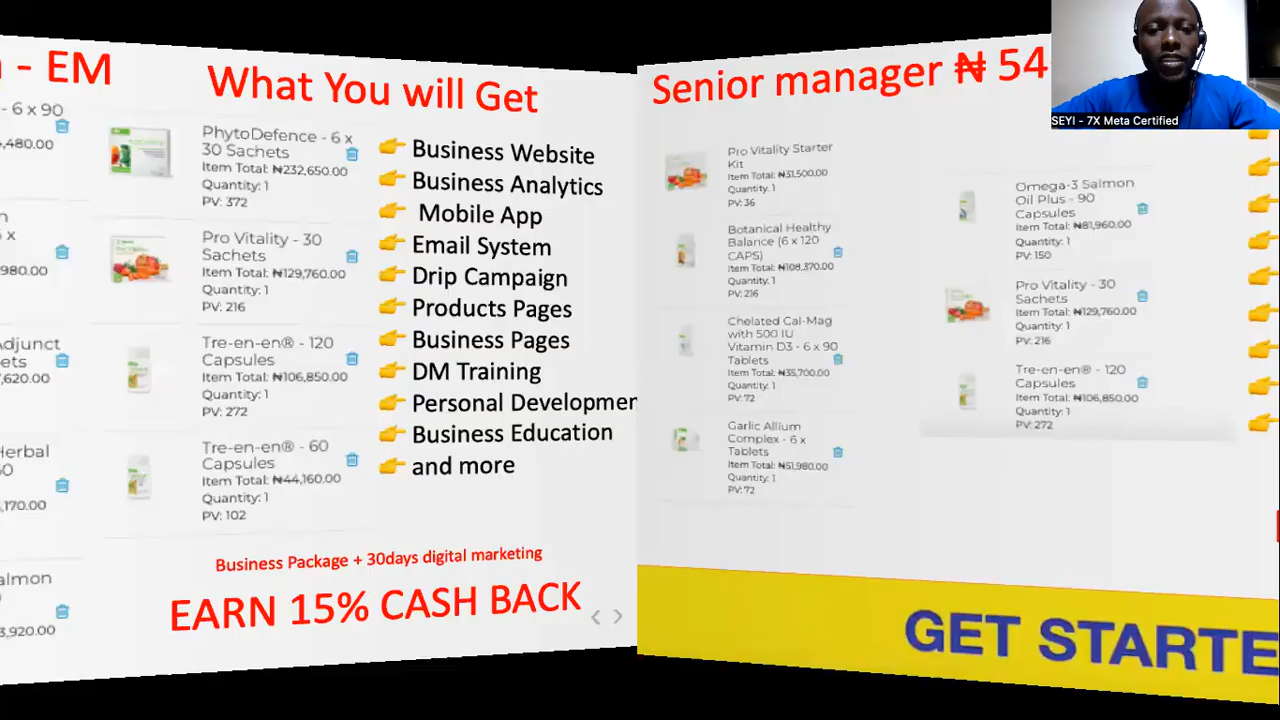 - EM
- 6 x 90
,480.00
6 x
980.00
Adjunct
ets
7,620.00
Herbal
60
,170.00
almon
3,920.00
What You will Get
PhytoDefence - 6 x
30 Sachets
Item Total: ₦232,650.00
Quantity: 1
PV: 372
Pro Vitality - 30
Sachets
Item Total: ₦129,760.00
Quantity: 1
PV: 216
Tre-en-en® - 120
Capsules
Item Total: ₦106,850.00
Quantity: 1
PV: 272
Tre-en-en® - 60
Capsules
Item Total: ₦44,160.00
Quantity: 1
PV: 102
Business Website
Business Analytics
Mobile App
Email System
Drip Campaign
Products Pages
Business Pages
DM Training
Personal Developmen
Business Education
and more
Business Package + 30days digital marketing
EARN 15% CASH BACK
Senior manager ₦ 54
Pro Vitality Starter
Kit
Item Total: ₦31,500.00
Quantity: 1
PV: 36
Botanical Healthy
Balance (6 x 120
CAPS)
Item Total: ₦108,370.00
Quantity: 1
PV: 216
Chelated Cal-Mag
with 500 IU
Vitamin D3 - 6 x 90
Tablets
Item Total: ₦35,700.00
Quantity: 1
PV: 72
Garlic Allium
Complex - 6 x
Tablets
Item Total: ₦51,980.00
Quantity: 1
PV: 72
Omega-3 Salmon
Oil Plus - 90
Capsules
Item Total: ₦81,960.00
Quantity: 1
PV: 150
Pro Vitality - 30
Sachets
Item Total: ₦129,760.00
Quantity: 1
PV: 216
Tre-en-en® - 120
Capsules
Item Total: ₦106,850.00
Quantity: 1
PV: 272
GET STARTE
SEYI - 7X Meta Certified